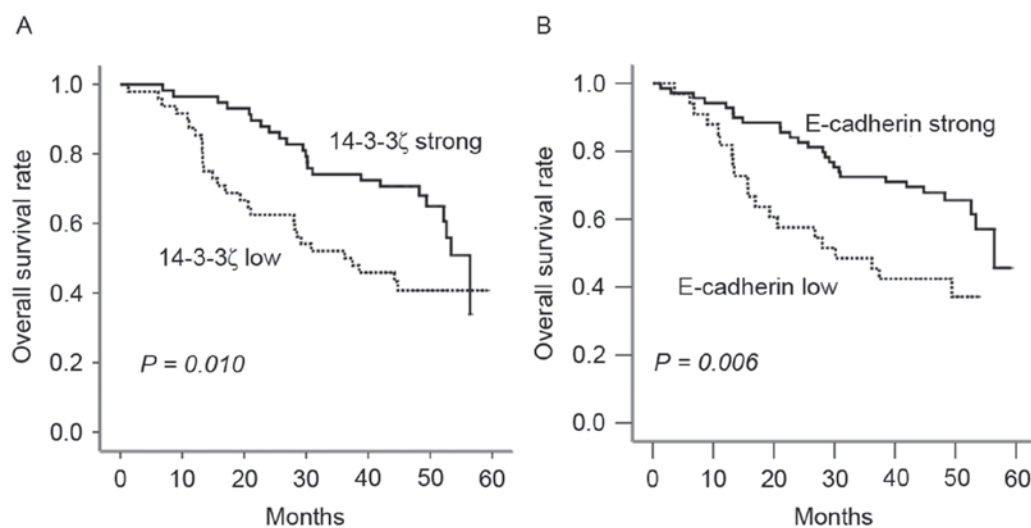 A
Overall survival rate
1.0
0.8
0.6
0.4
0.2
0.0
14-3-3ζ strong
14-3-3ζ low
P = 0.010
0 10 20 30 40 50 60
Months
B
Overall survival rate
1.0
0.8
0.6
0.4
0.2
0.0
E-cadherin strong
E-cadherin low
P = 0.006
0 10 20 30 40 50 60
Months